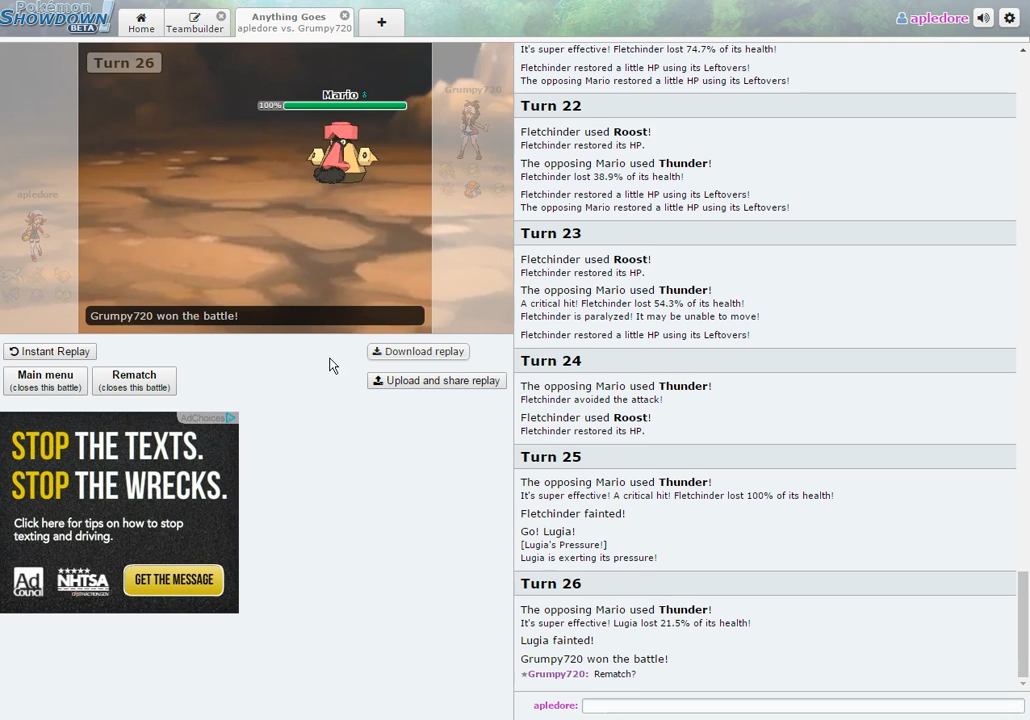 Pokémon
SHOWDOWN
BETA
Home
Teambuilder
Anything Goes
apledore vs. Grumpy720
+
apledore
Turn 26
Mario
100%
Grumpy720
apledore
Grumpy720 won the battle!
Instant Replay
Download replay
Main menu
(closes this battle)
Rematch
(closes this battle)
Upload and share replay
AdChoices
STOP THE TEXTS.
STOP THE WRECKS.
Click here for tips on how to stop
texting and driving.
Ad
Council
NHTSA
GET THE MESSAGE
It's super effective! Fletchinder lost 74.7% of its health!
Fletchinder restored a little HP using its Leftovers!
The opposing Mario restored a little HP using its Leftovers!
Turn 22
Fletchinder used Roost!
Fletchinder restored its HP.
The opposing Mario used Thunder!
Fletchinder lost 38.9% of its health!
Fletchinder restored a little HP using its Leftovers!
The opposing Mario restored a little HP using its Leftovers!
Turn 23
Fletchinder used Roost!
Fletchinder restored its HP.
The opposing Mario used Thunder!
A critical hit! Fletchinder lost 54.3% of its health!
Fletchinder is paralyzed! It may be unable to move!
Fletchinder restored a little HP using its Leftovers!
Turn 24
The opposing Mario used Thunder!
Fletchinder avoided the attack!
Fletchinder used Roost!
Fletchinder restored its HP.
Turn 25
The opposing Mario used Thunder!
It's super effective! A critical hit! Fletchinder lost 100% of its health!
Fletchinder fainted!
Go! Lugia!
[Lugia's Pressure!]
Lugia is exerting its pressure!
Turn 26
The opposing Mario used Thunder!
It's super effective! Lugia lost 21.5% of its health!
Lugia fainted!
Grumpy720 won the battle!
★Grumpy720: Rematch?
apledore: